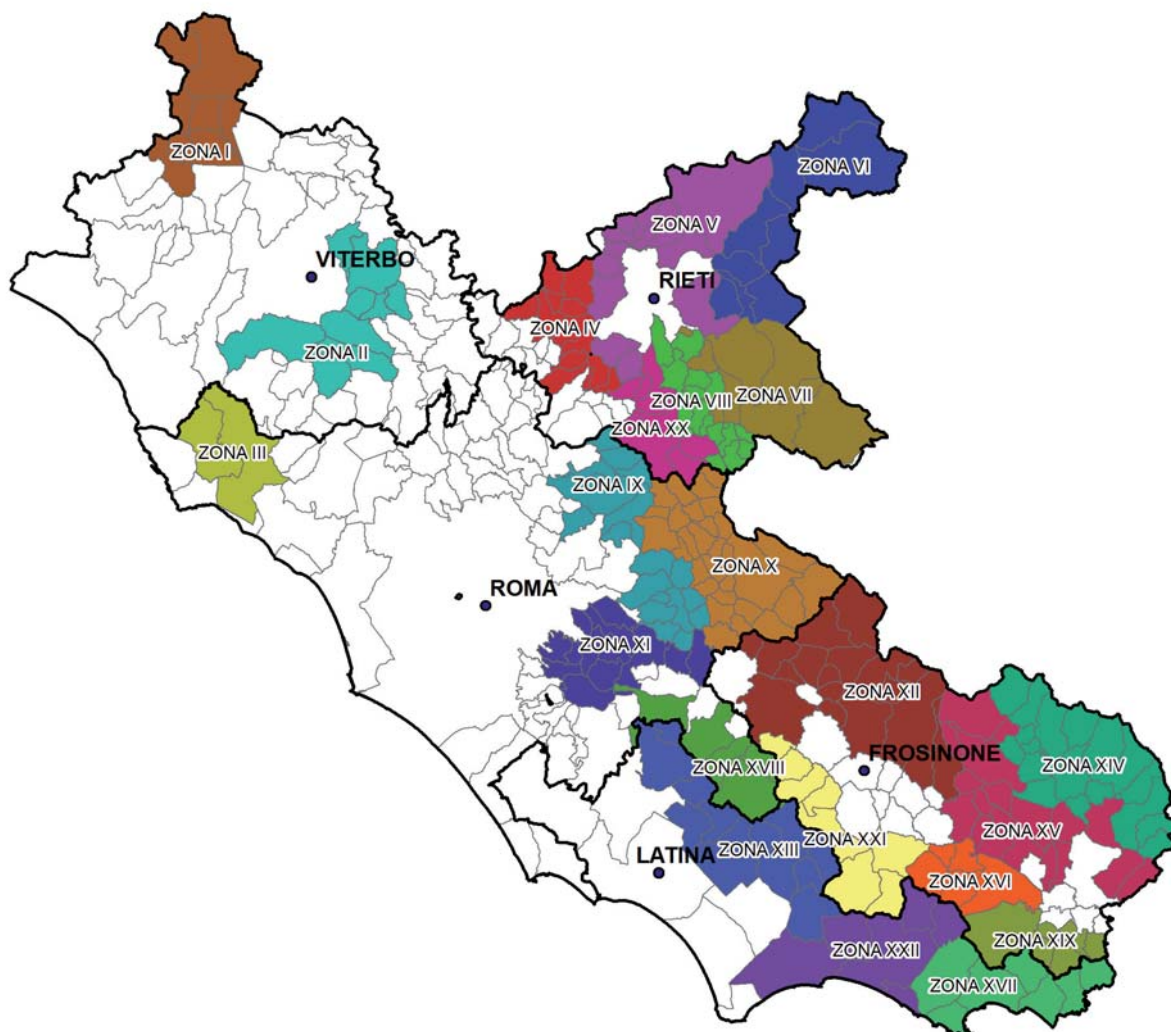 ZONA I
ZONA VI
ZONA V
VITERBO
RIETI
ZONA IV
ZONA II
ZONA VII
ZONA VIII
ZONA XX
ZONA III
ZONA IX
ZONA X
ROMA
ZONA XI
ZONA XII
FROSINONE
ZONA XVIII
ZONA XIV
ZONA XV
ZONA XXI
LATINA
ZONA XIII
ZONA XVI
ZONA XIX
ZONA XXII
ZONA XVII